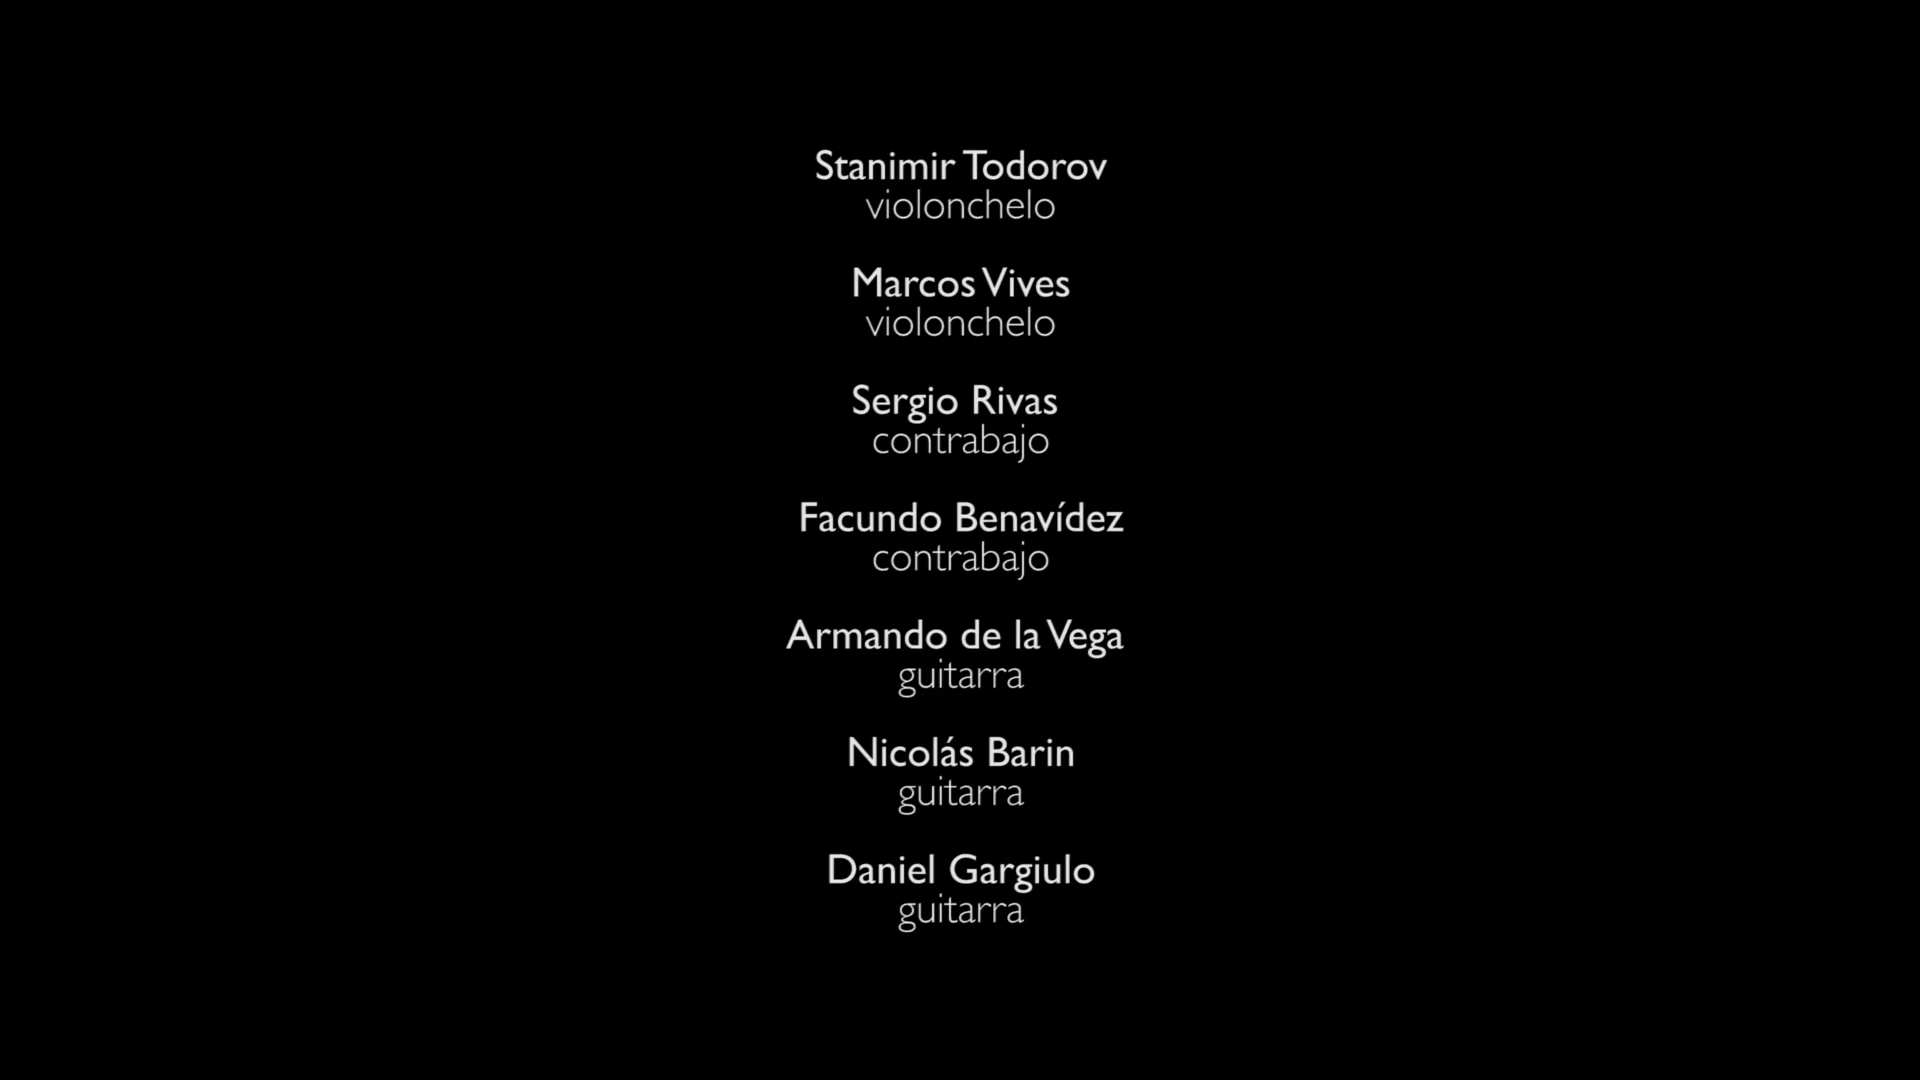 Stanimir Todorov
violonchelo
Marcos Vives
violonchelo
Sergio Rivas
contrabajo
Facundo Benavídez
contrabajo
Armando de la Vega
guitarra
Nicolás Barin
guitarra
Daniel Gargiulo
guitarra